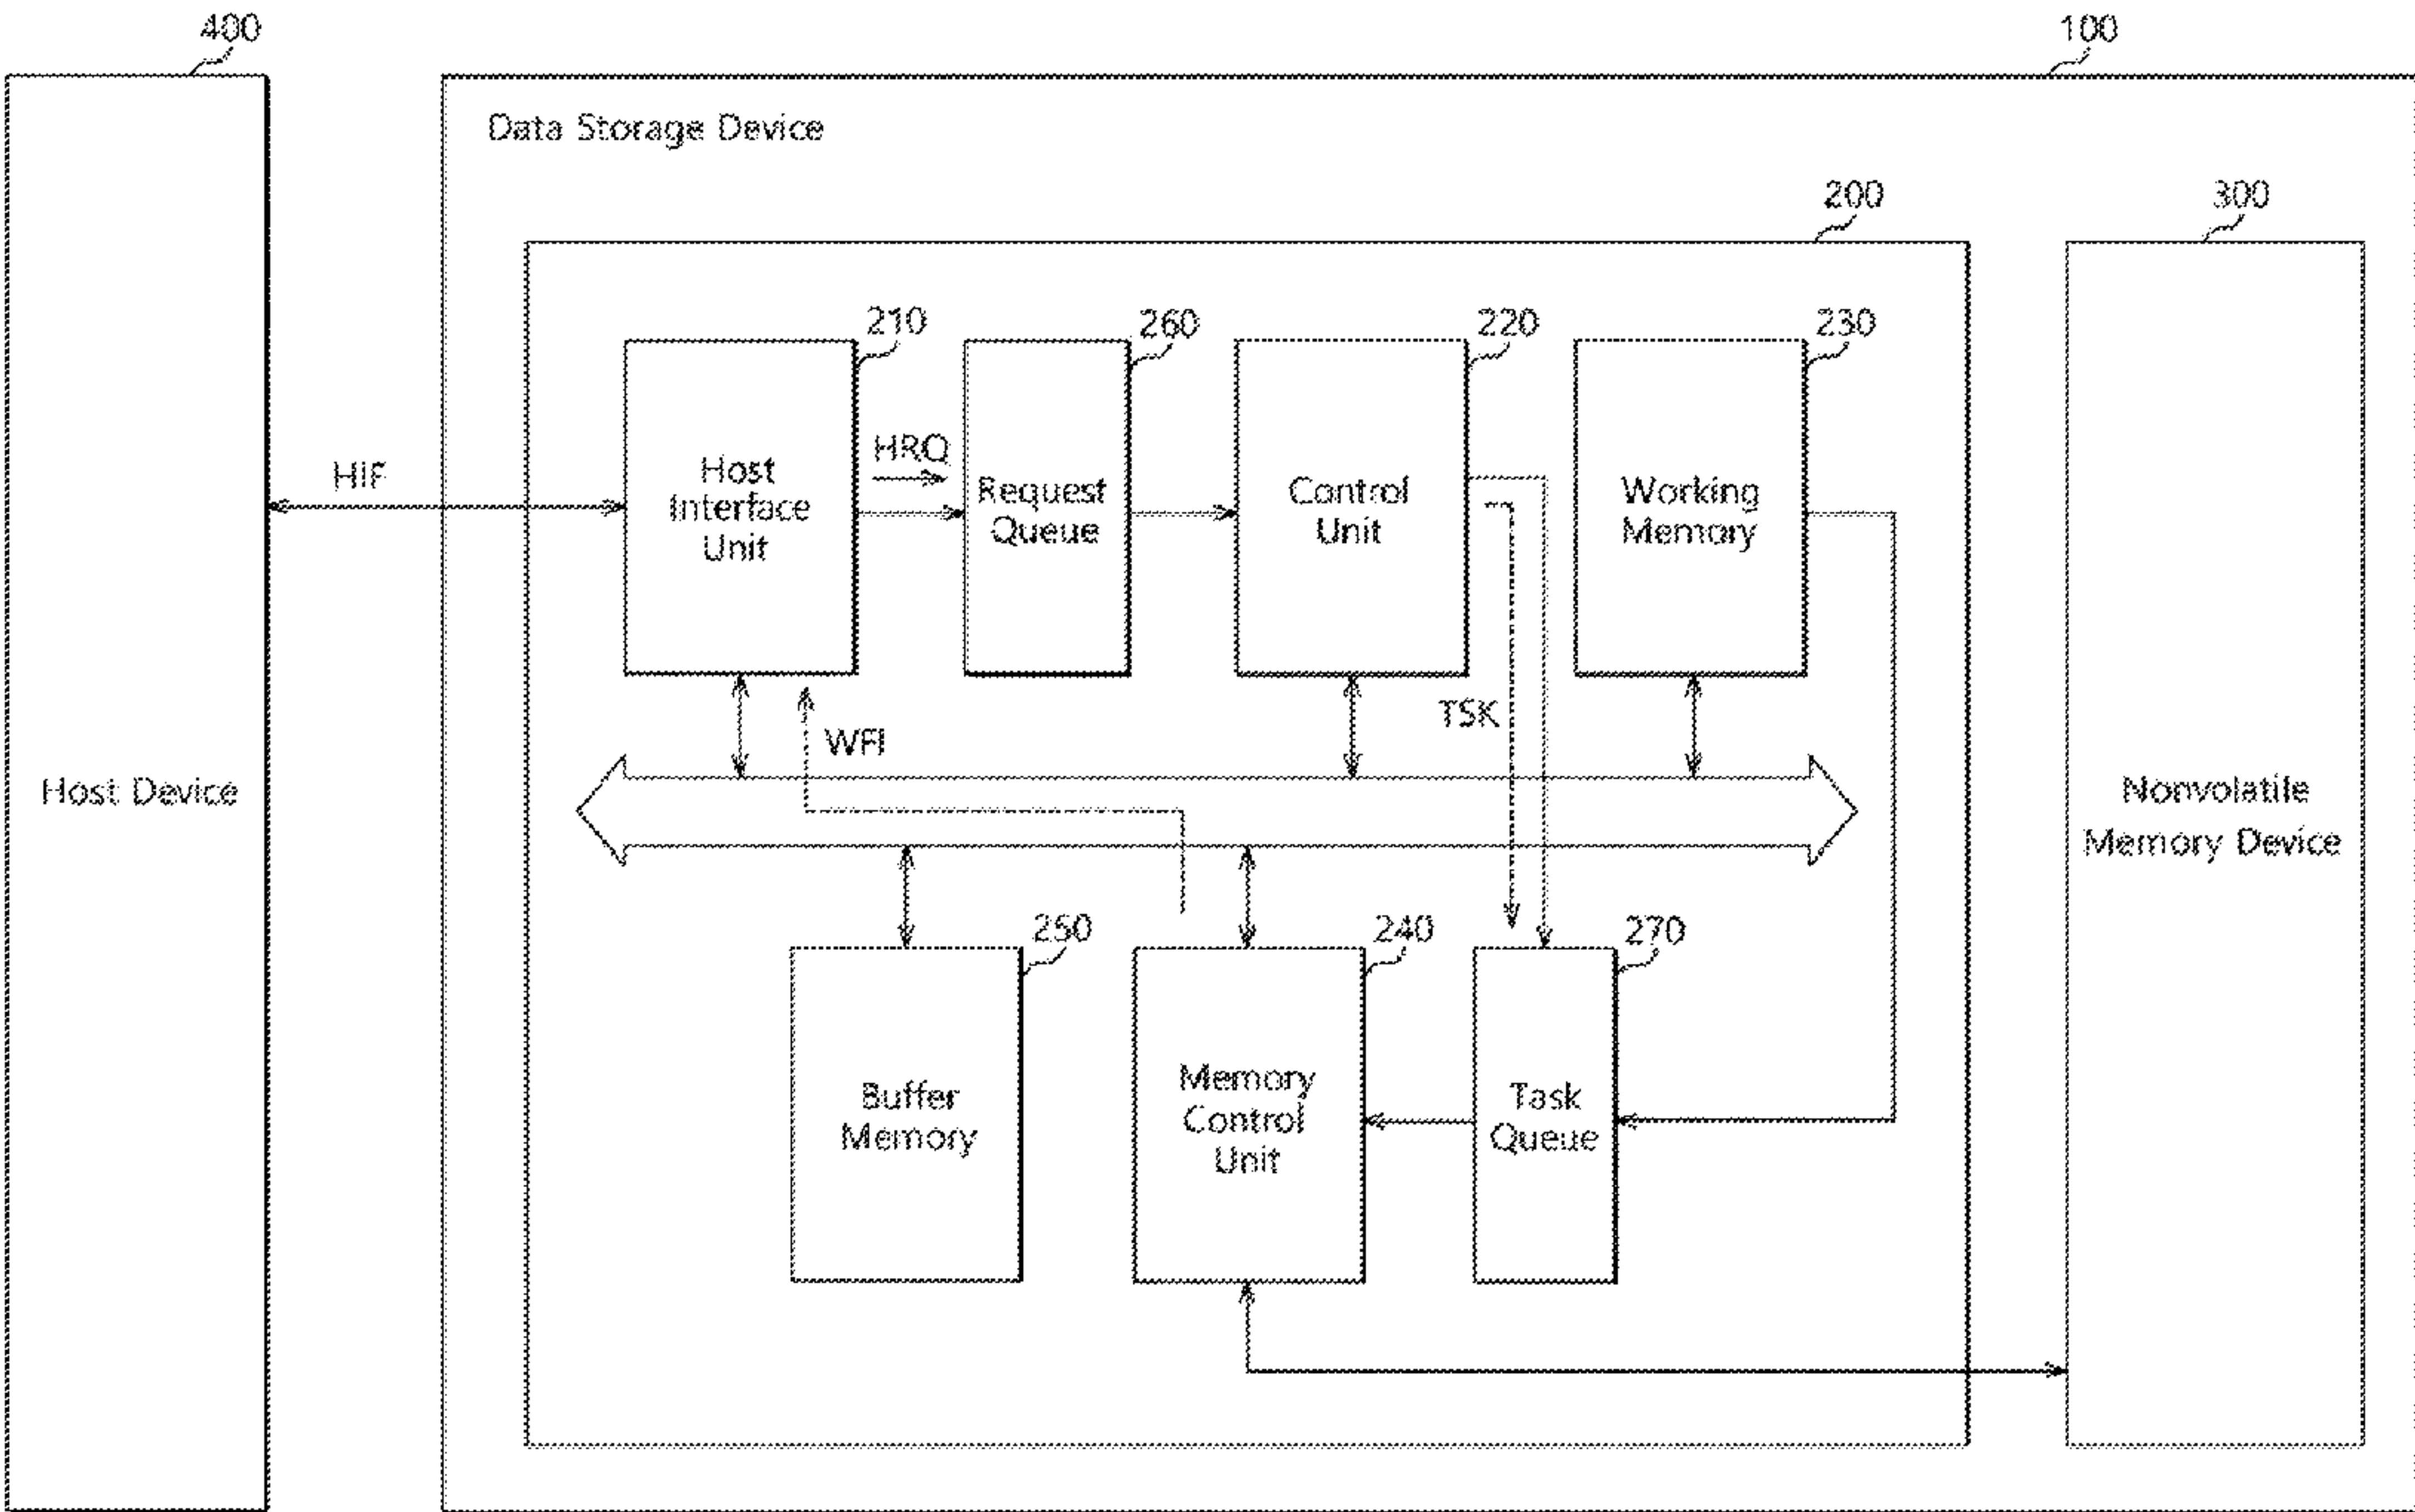 400
100
Data Storage Device
200
300
210
260
220
230
HIF
Host
Interface
Unit
HRQ
Request
Queue
Control
Unit
Working
Memory
WFI
TSK
Host Device
Nonvolatile
Memory Device
250
240
270
Buffer
Memory
Memory
Control
Unit
Task
Queue